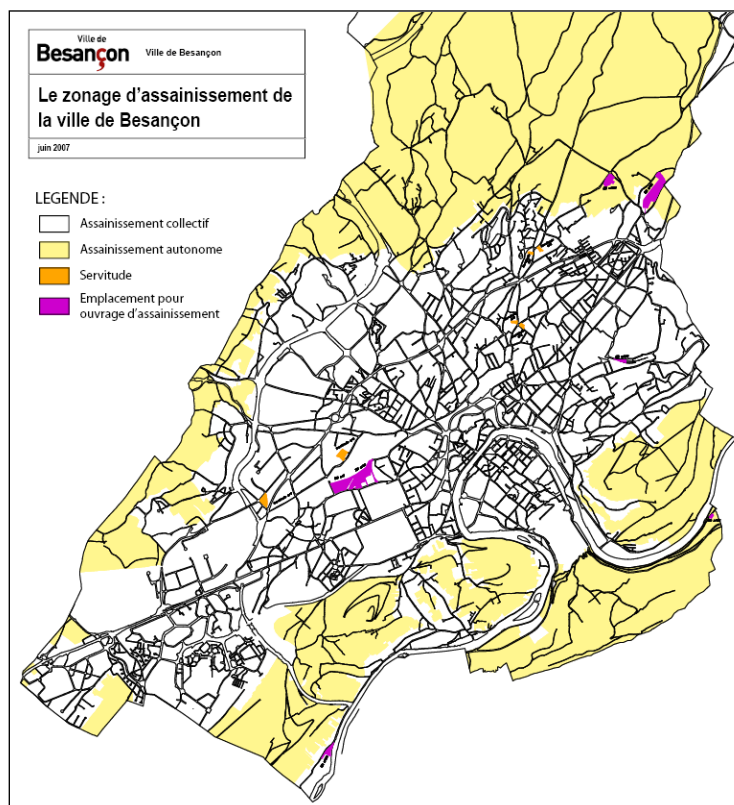 Ville de
Besançon
Ville de Besançon
Le zonage d'assainissement de
la ville de Besançon
juin 2007
LEGENDE :
Assainissement collectif
Assainissement autonome
Servitude
Emplacement pour
ouvrage d'assainissement